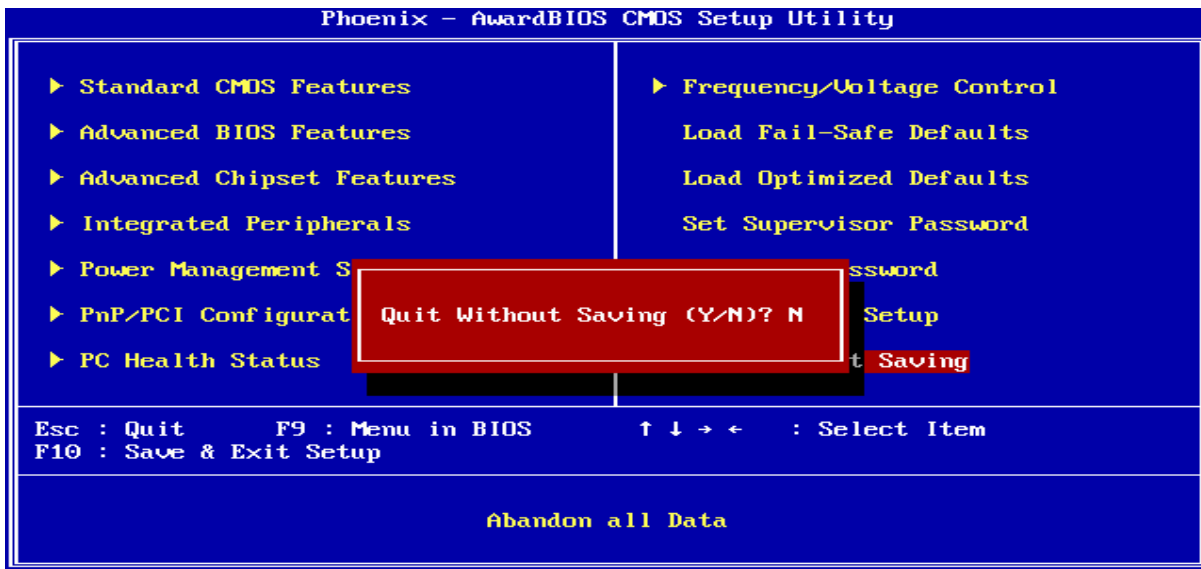 Phoenix - AwardBIOS CMOS Setup Utility
Standard CMOS Features
Advanced BIOS Features
Advanced Chipset Features
Integrated Peripherals
Power Management S
PnP/PCI Configurat
PC Health Status
Frequency/Voltage Control
Load Fail-Safe Defaults
Load Optimized Defaults
Set Supervisor Password
ssword
Setup
t Saving
Quit Without Saving (Y/N)? N
Esc : Quit F9 : Menu in BIOS ↑ ↓ → ← : Select Item
F10 : Save & Exit Setup
Abandon all Data